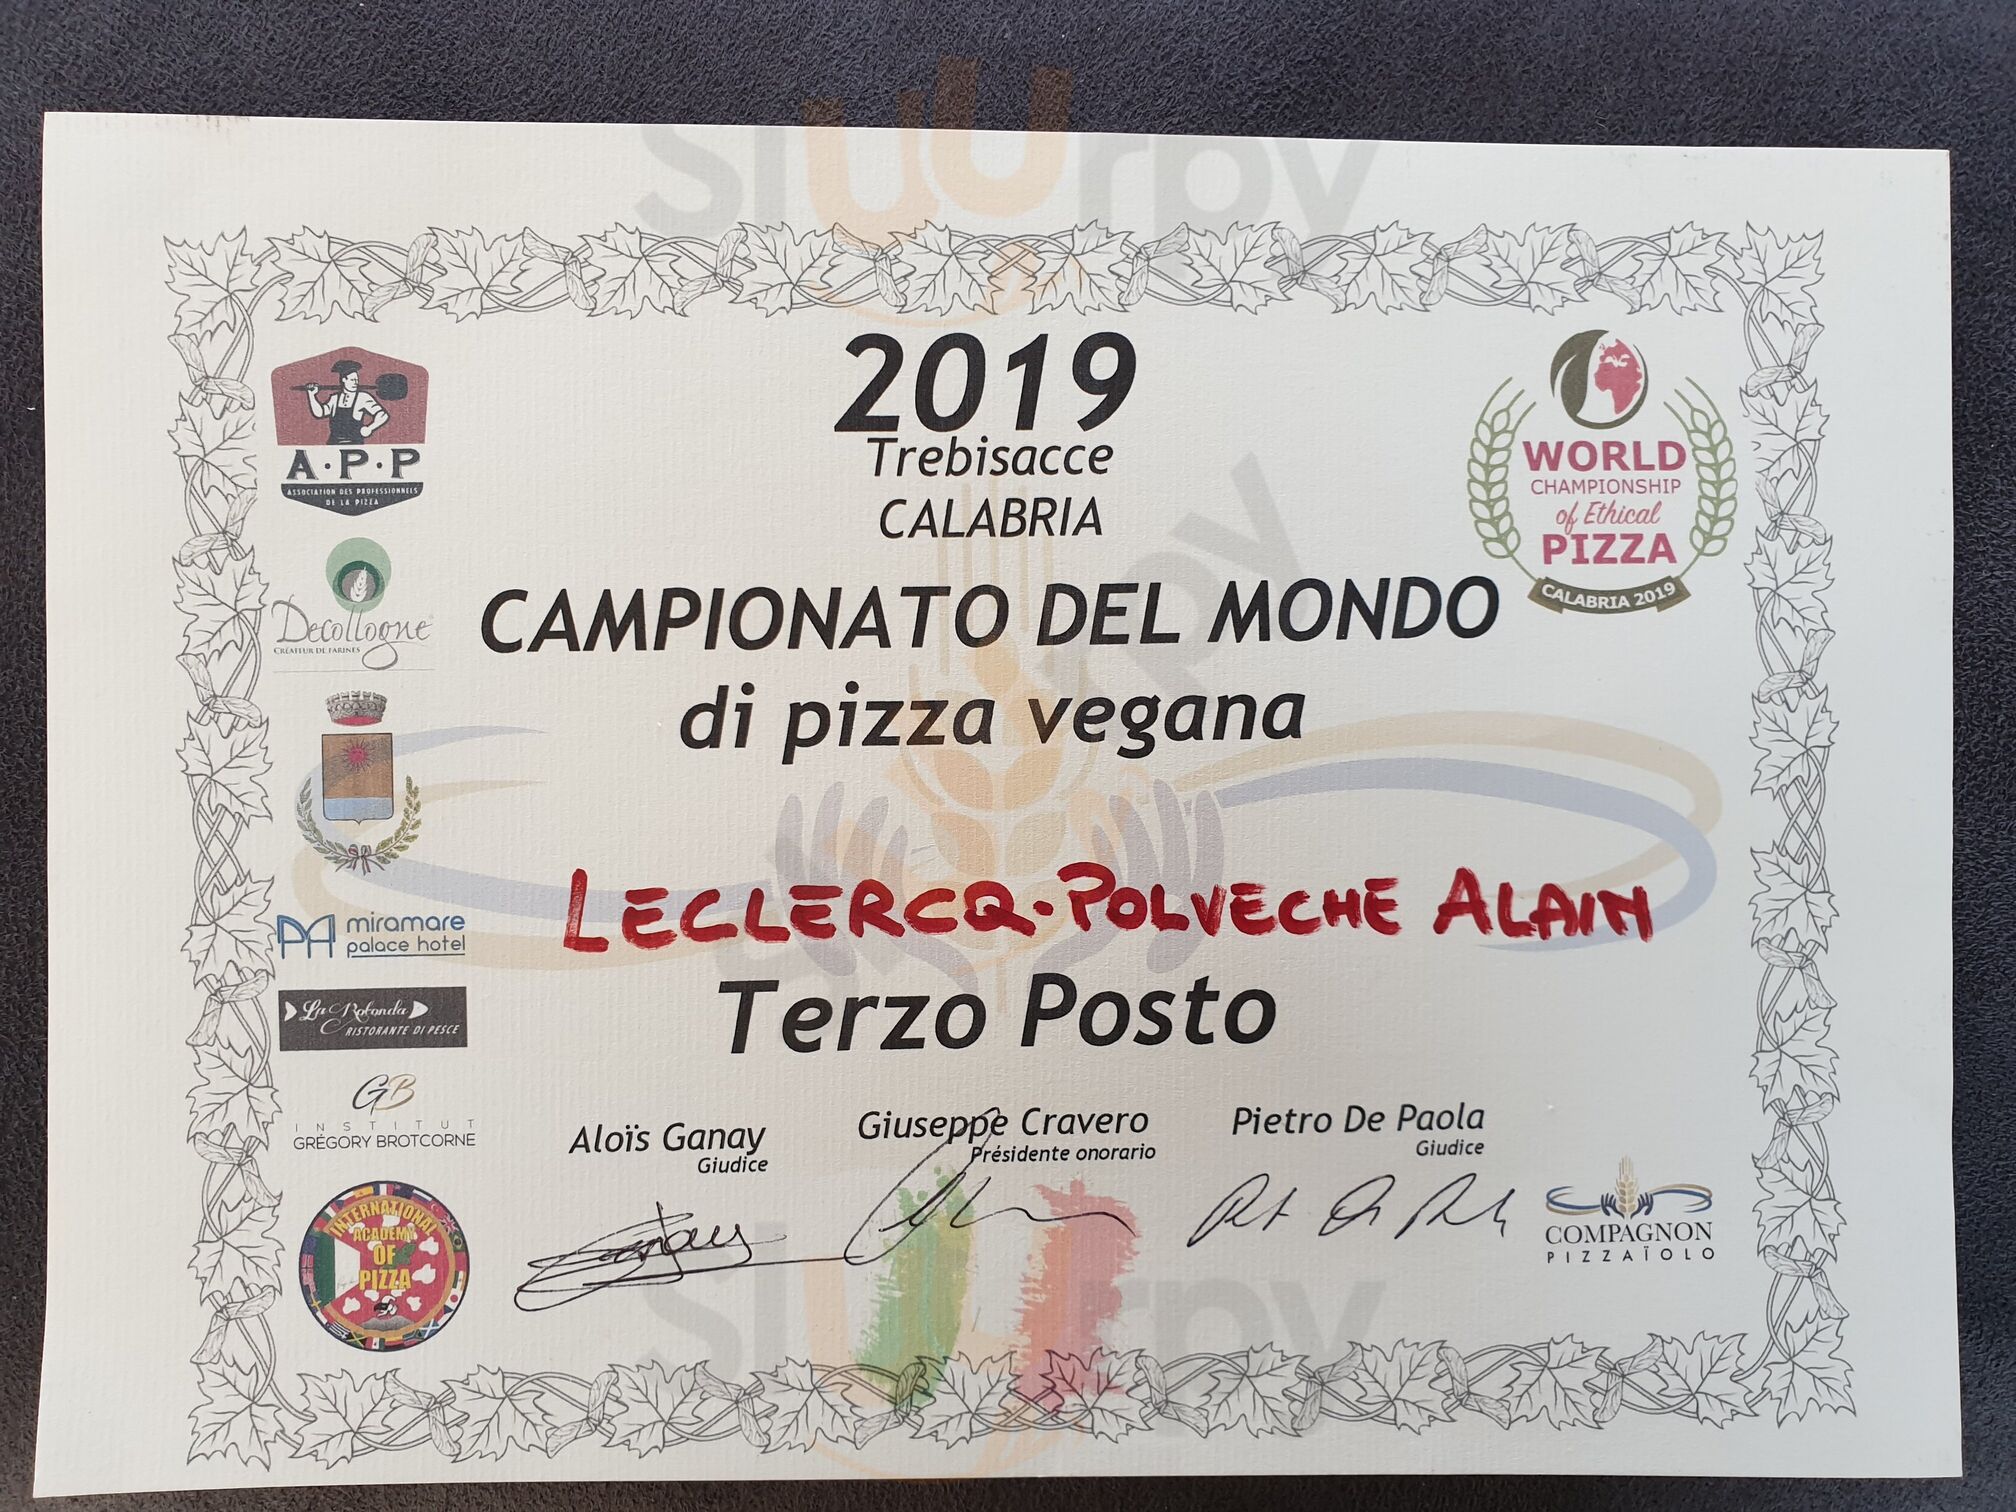 2019
Trebisacce
CALABRIA
CAMPIONATO DEL MONDO
di pizza vegana
LECLERCQ-POLVECHE ALAIN
Terzo Posto
Aloïs Ganay
Giudice
Giuseppe Cravero
Présidente onorario
Pietro De Paola
Giudice
A·P·P
ASSOCIATION DES PROFESSIONNELS
DE LA PIZZA
Decollogne
CRÉATEUR DE FARINES
miramare
palace hotel
La Rotonda
RISTORANTE DI PESCE
GB
INSTITUT
GRÉGORY BROTCORNE
INTERNATIONAL
ACADEMY
OF
PIZZA
WORLD
CHAMPIONSHIP
of Ethical
PIZZA
CALABRIA 2019
COMPAGNON
PIZZAÏOLO
sluurpy
sluurpy